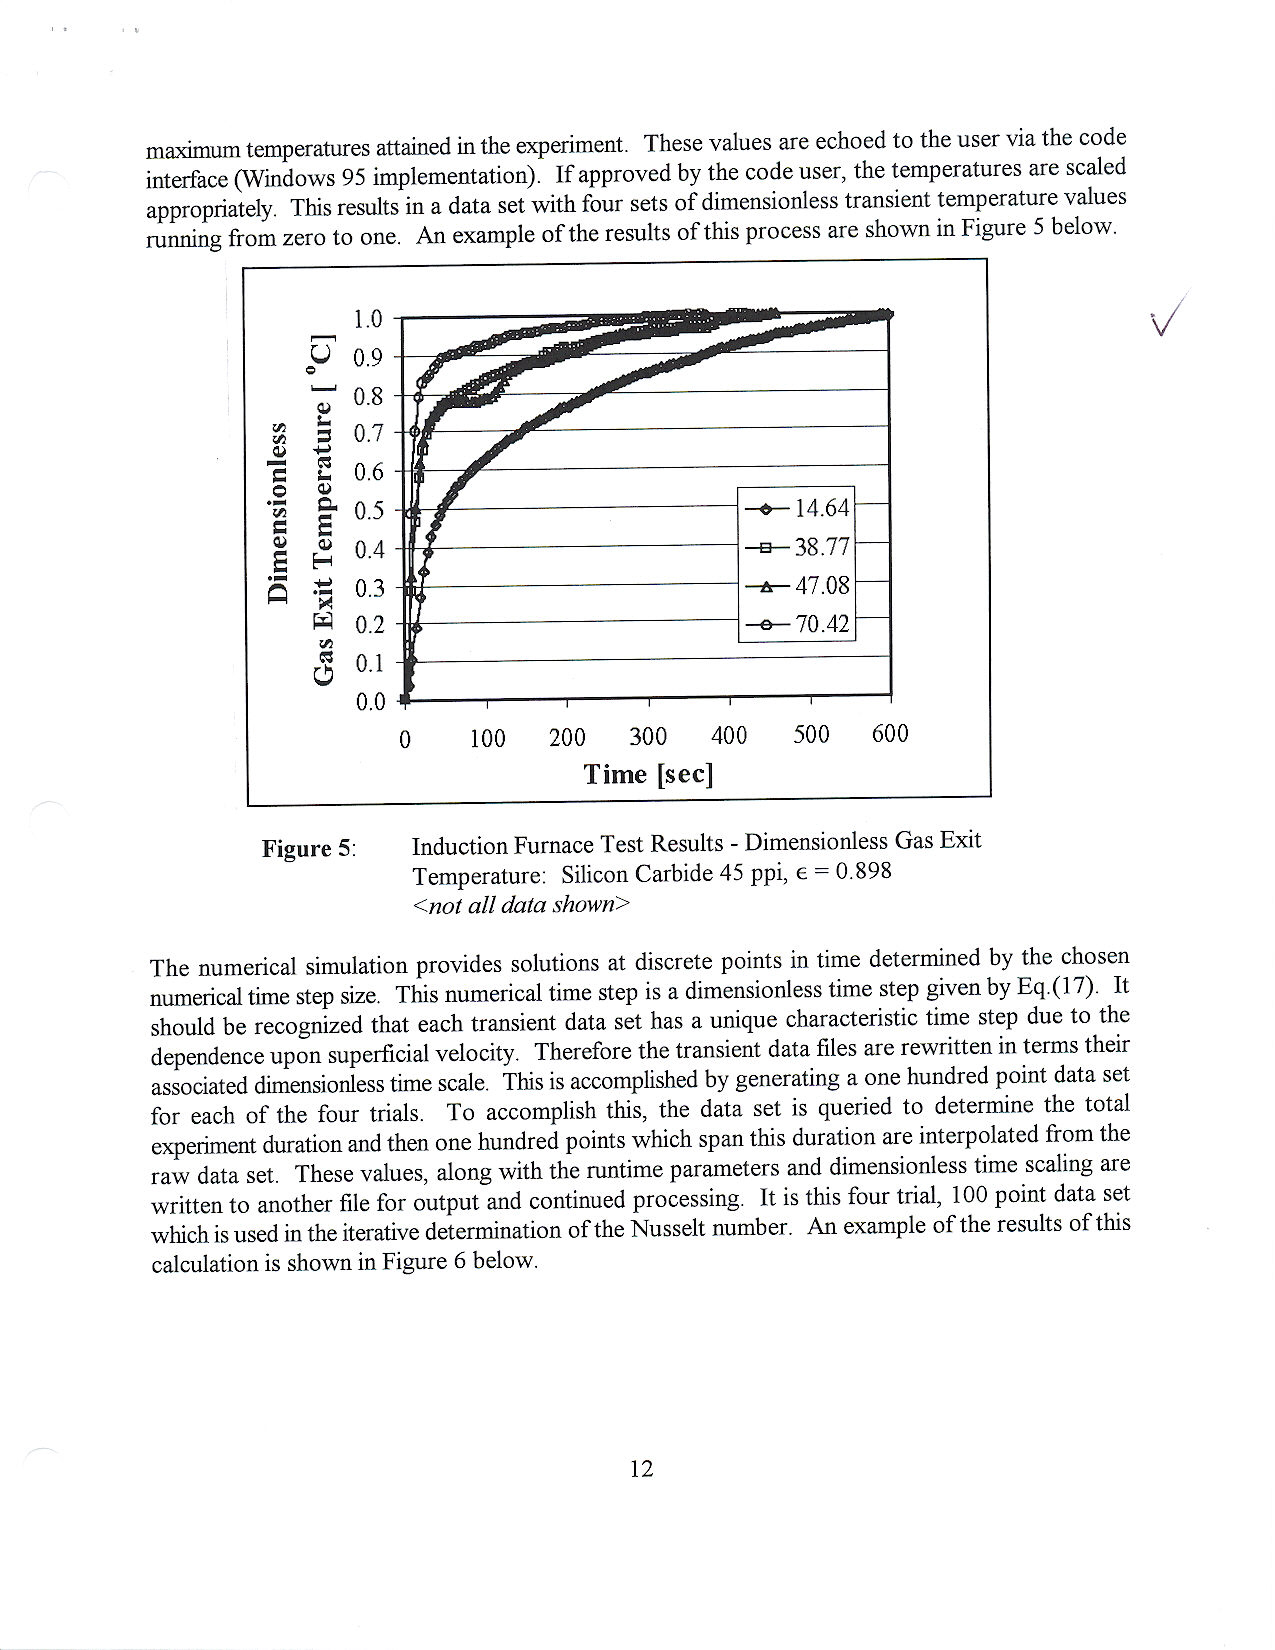 maximum temperatures attained in the experiment. These values are echoed to the user via the code
interface (Windows 95 implementation). If approved by the code user, the temperatures are scaled
appropriately. This results in a data set with four sets of dimensionless transient temperature values
running from zero to one. An example of the results of this process are shown in Figure 5 below.
Dimensionless
Gas Exit Temperature [ °C]
1.0
0.9
0.8
0.7
0.6
0.5
0.4
0.3
0.2
0.1
0.0
14.64
38.77
47.08
70.42
0 100 200 300 400 500 600
Time [sec]
Figure 5: Induction Furnace Test Results - Dimensionless Gas Exit
Temperature: Silicon Carbide 45 ppi, ϵ = 0.898
<not all data shown>
The numerical simulation provides solutions at discrete points in time determined by the chosen
numerical time step size. This numerical time step is a dimensionless time step given by Eq.(17). It
should be recognized that each transient data set has a unique characteristic time step due to the
dependence upon superficial velocity. Therefore the transient data files are rewritten in terms their
associated dimensionless time scale. This is accomplished by generating a one hundred point data set
for each of the four trials. To accomplish this, the data set is queried to determine the total
experiment duration and then one hundred points which span this duration are interpolated from the
raw data set. These values, along with the runtime parameters and dimensionless time scaling are
written to another file for output and continued processing. It is this four trial, 100 point data set
which is used in the iterative determination of the Nusselt number. An example of the results of this
calculation is shown in Figure 6 below.
12